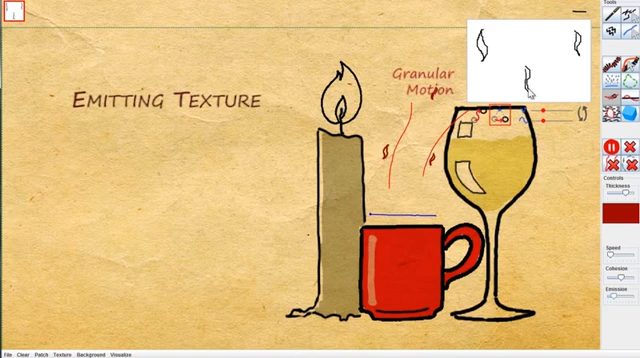 Tools
Granular
Motion
EMITTING TEXTURE
Controls
Thickness
Speed
Cohesion
Emission
File Clear Patch Texture Background Visualize